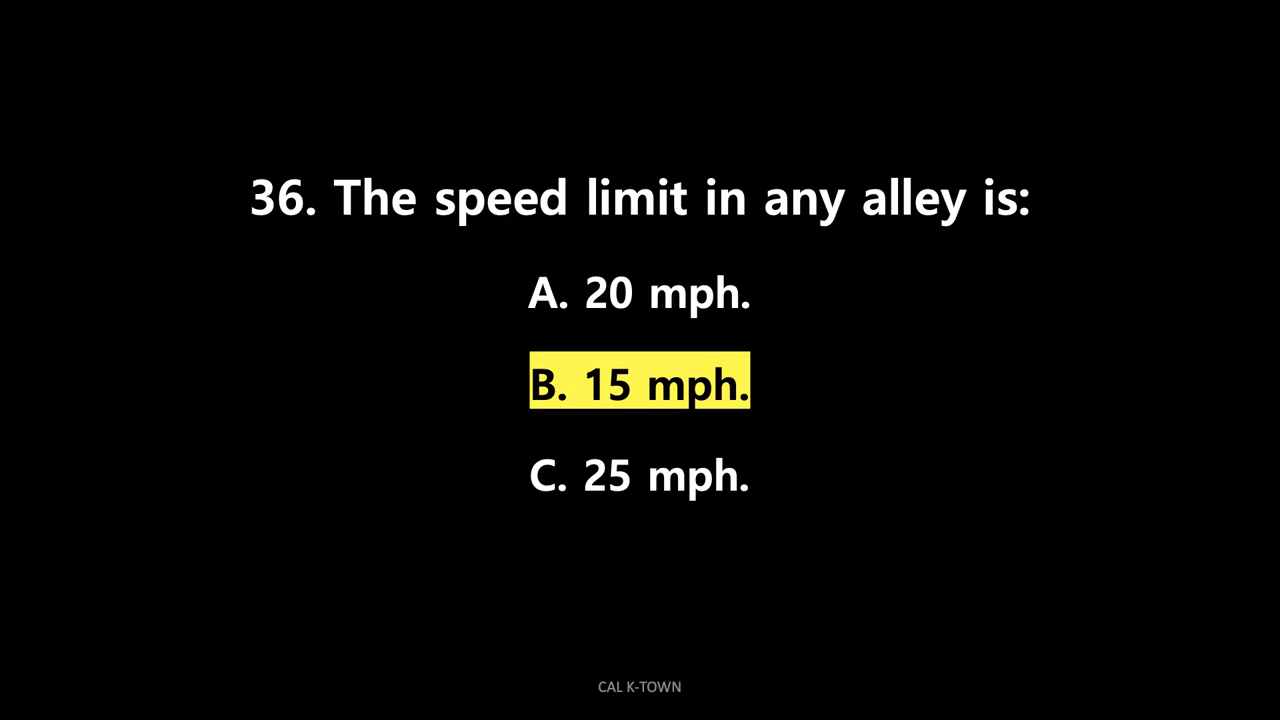 36. The speed limit in any alley is:
A. 20 mph.
B. 15 mph.
C. 25 mph.
CAL K-TOWN